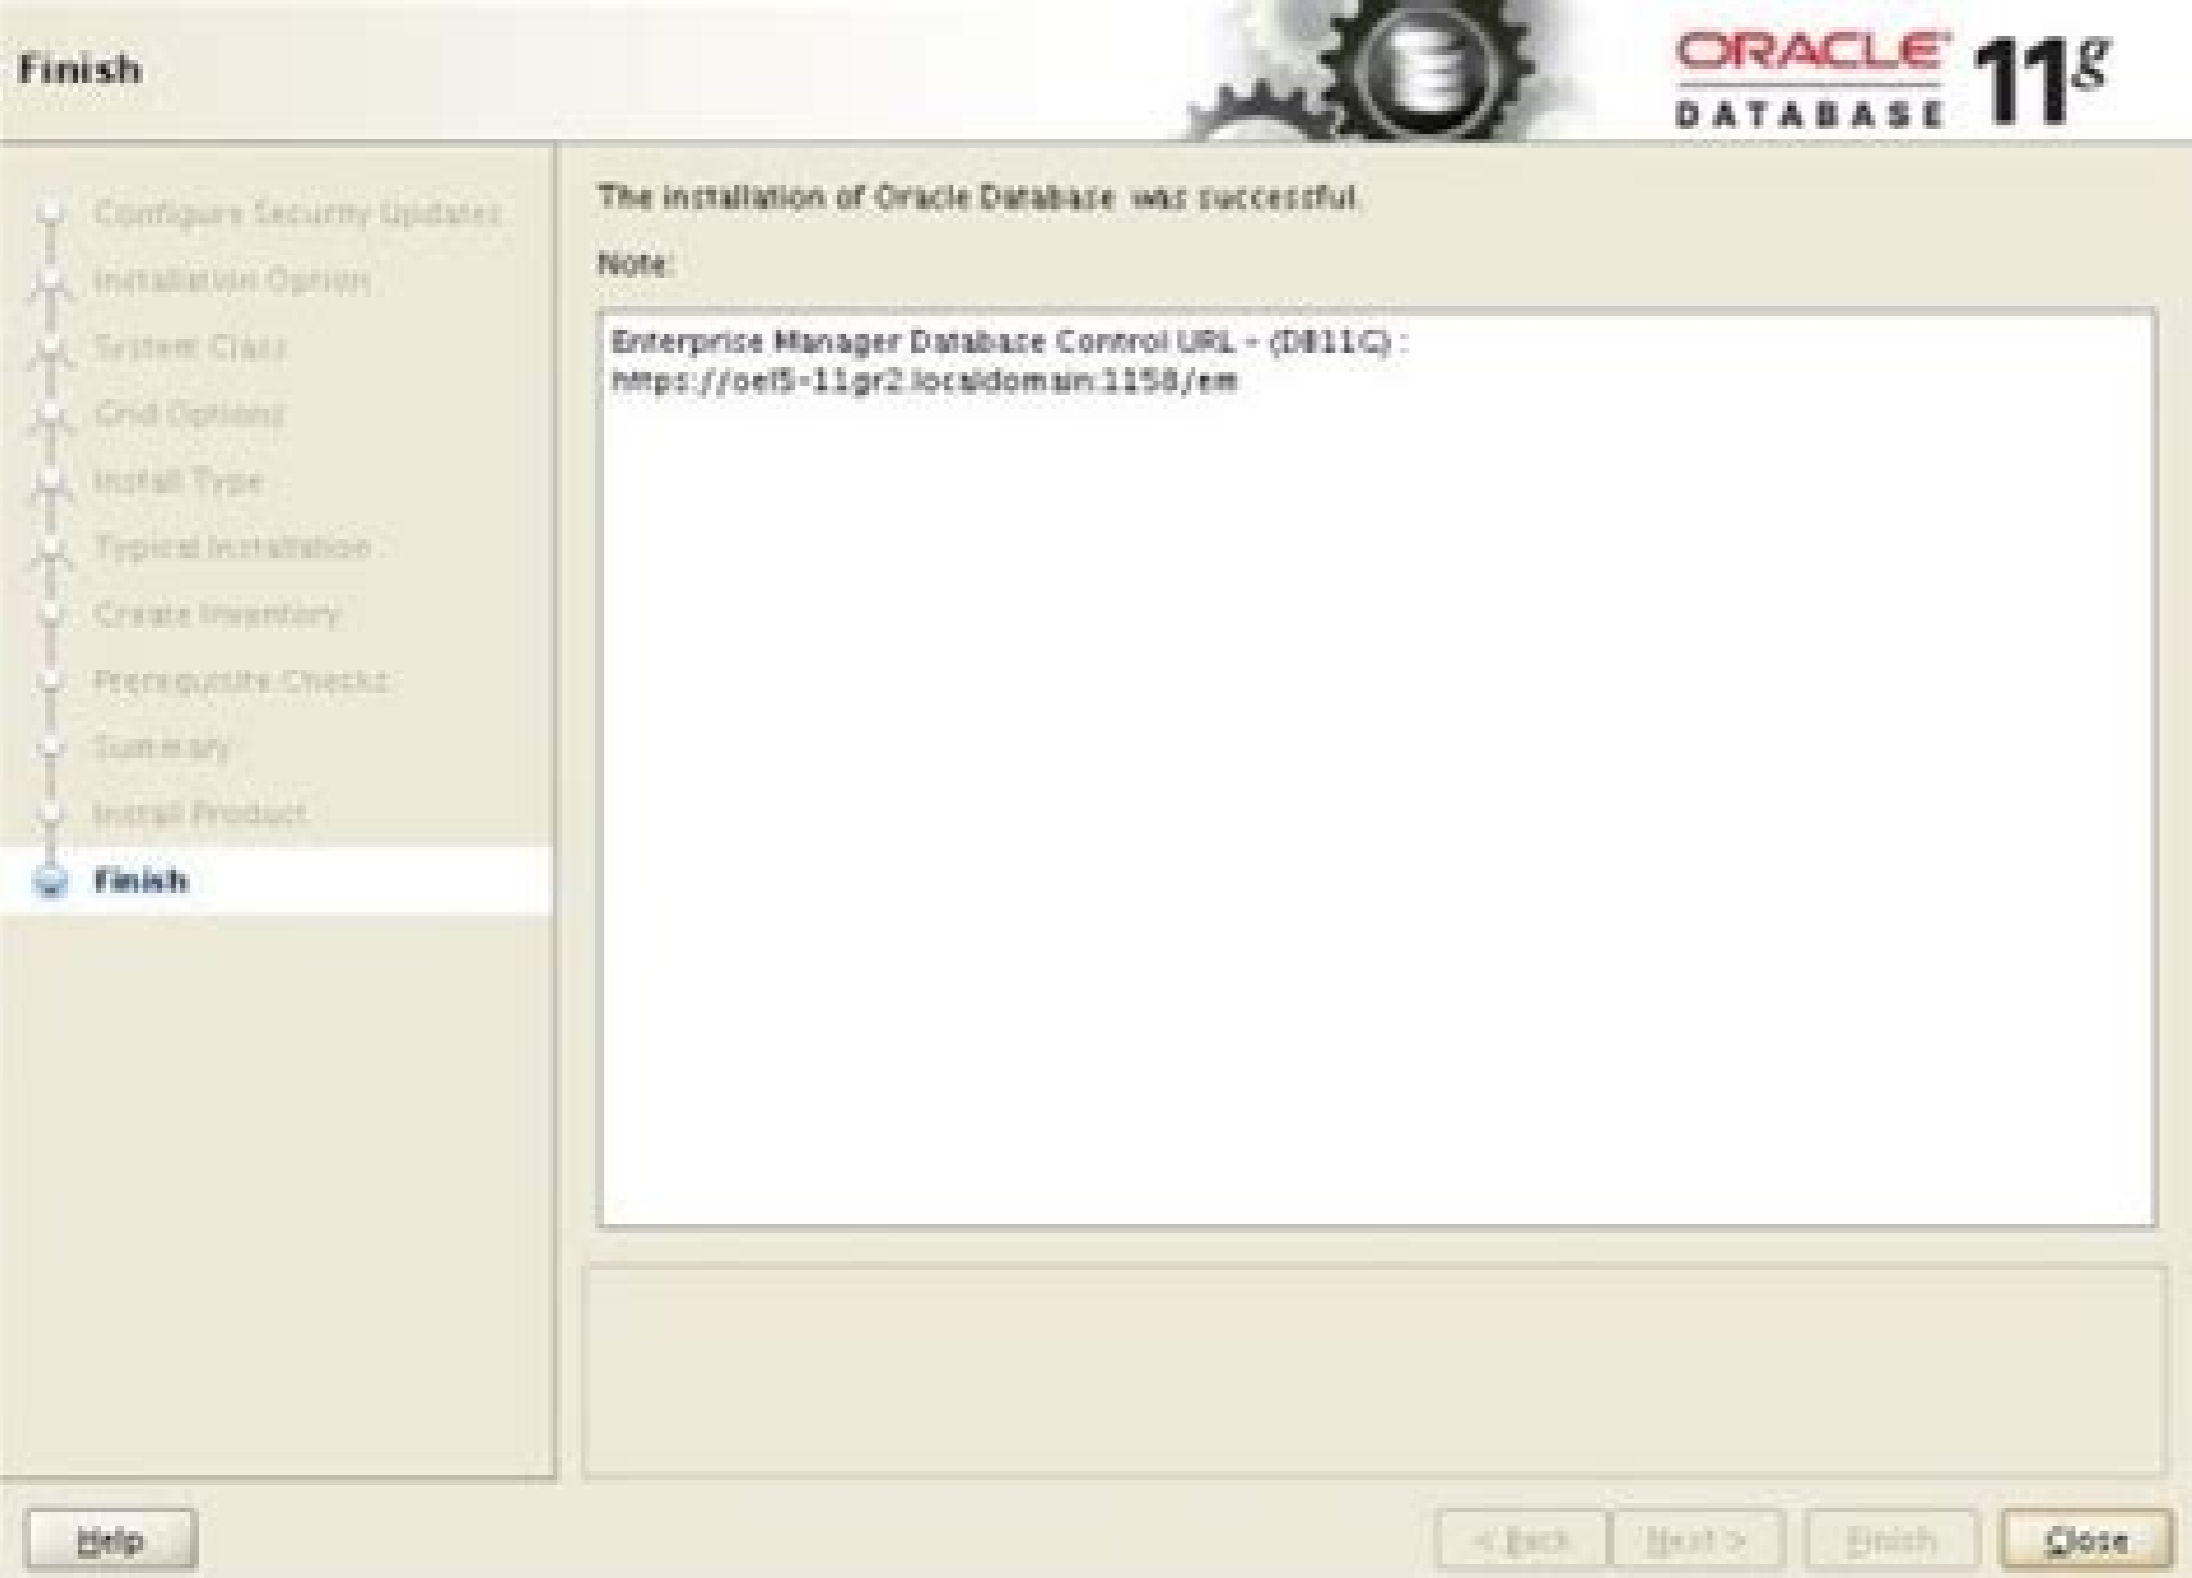 Finish
ORACLE
DATABASE 11g
Configure Security Updates
Installation Option
System Class
Grid Options
Install Type
Typical Installation
Create Inventory
Prerequisite Checks
Summary
Install Product
Finish
The installation of Oracle Database was successful.
Note:
Enterprise Manager Database Control URL - (DB11G) :
https://oel5-11gr2.localdomain:1158/em
Help
< Back
Next >
Finish
Close